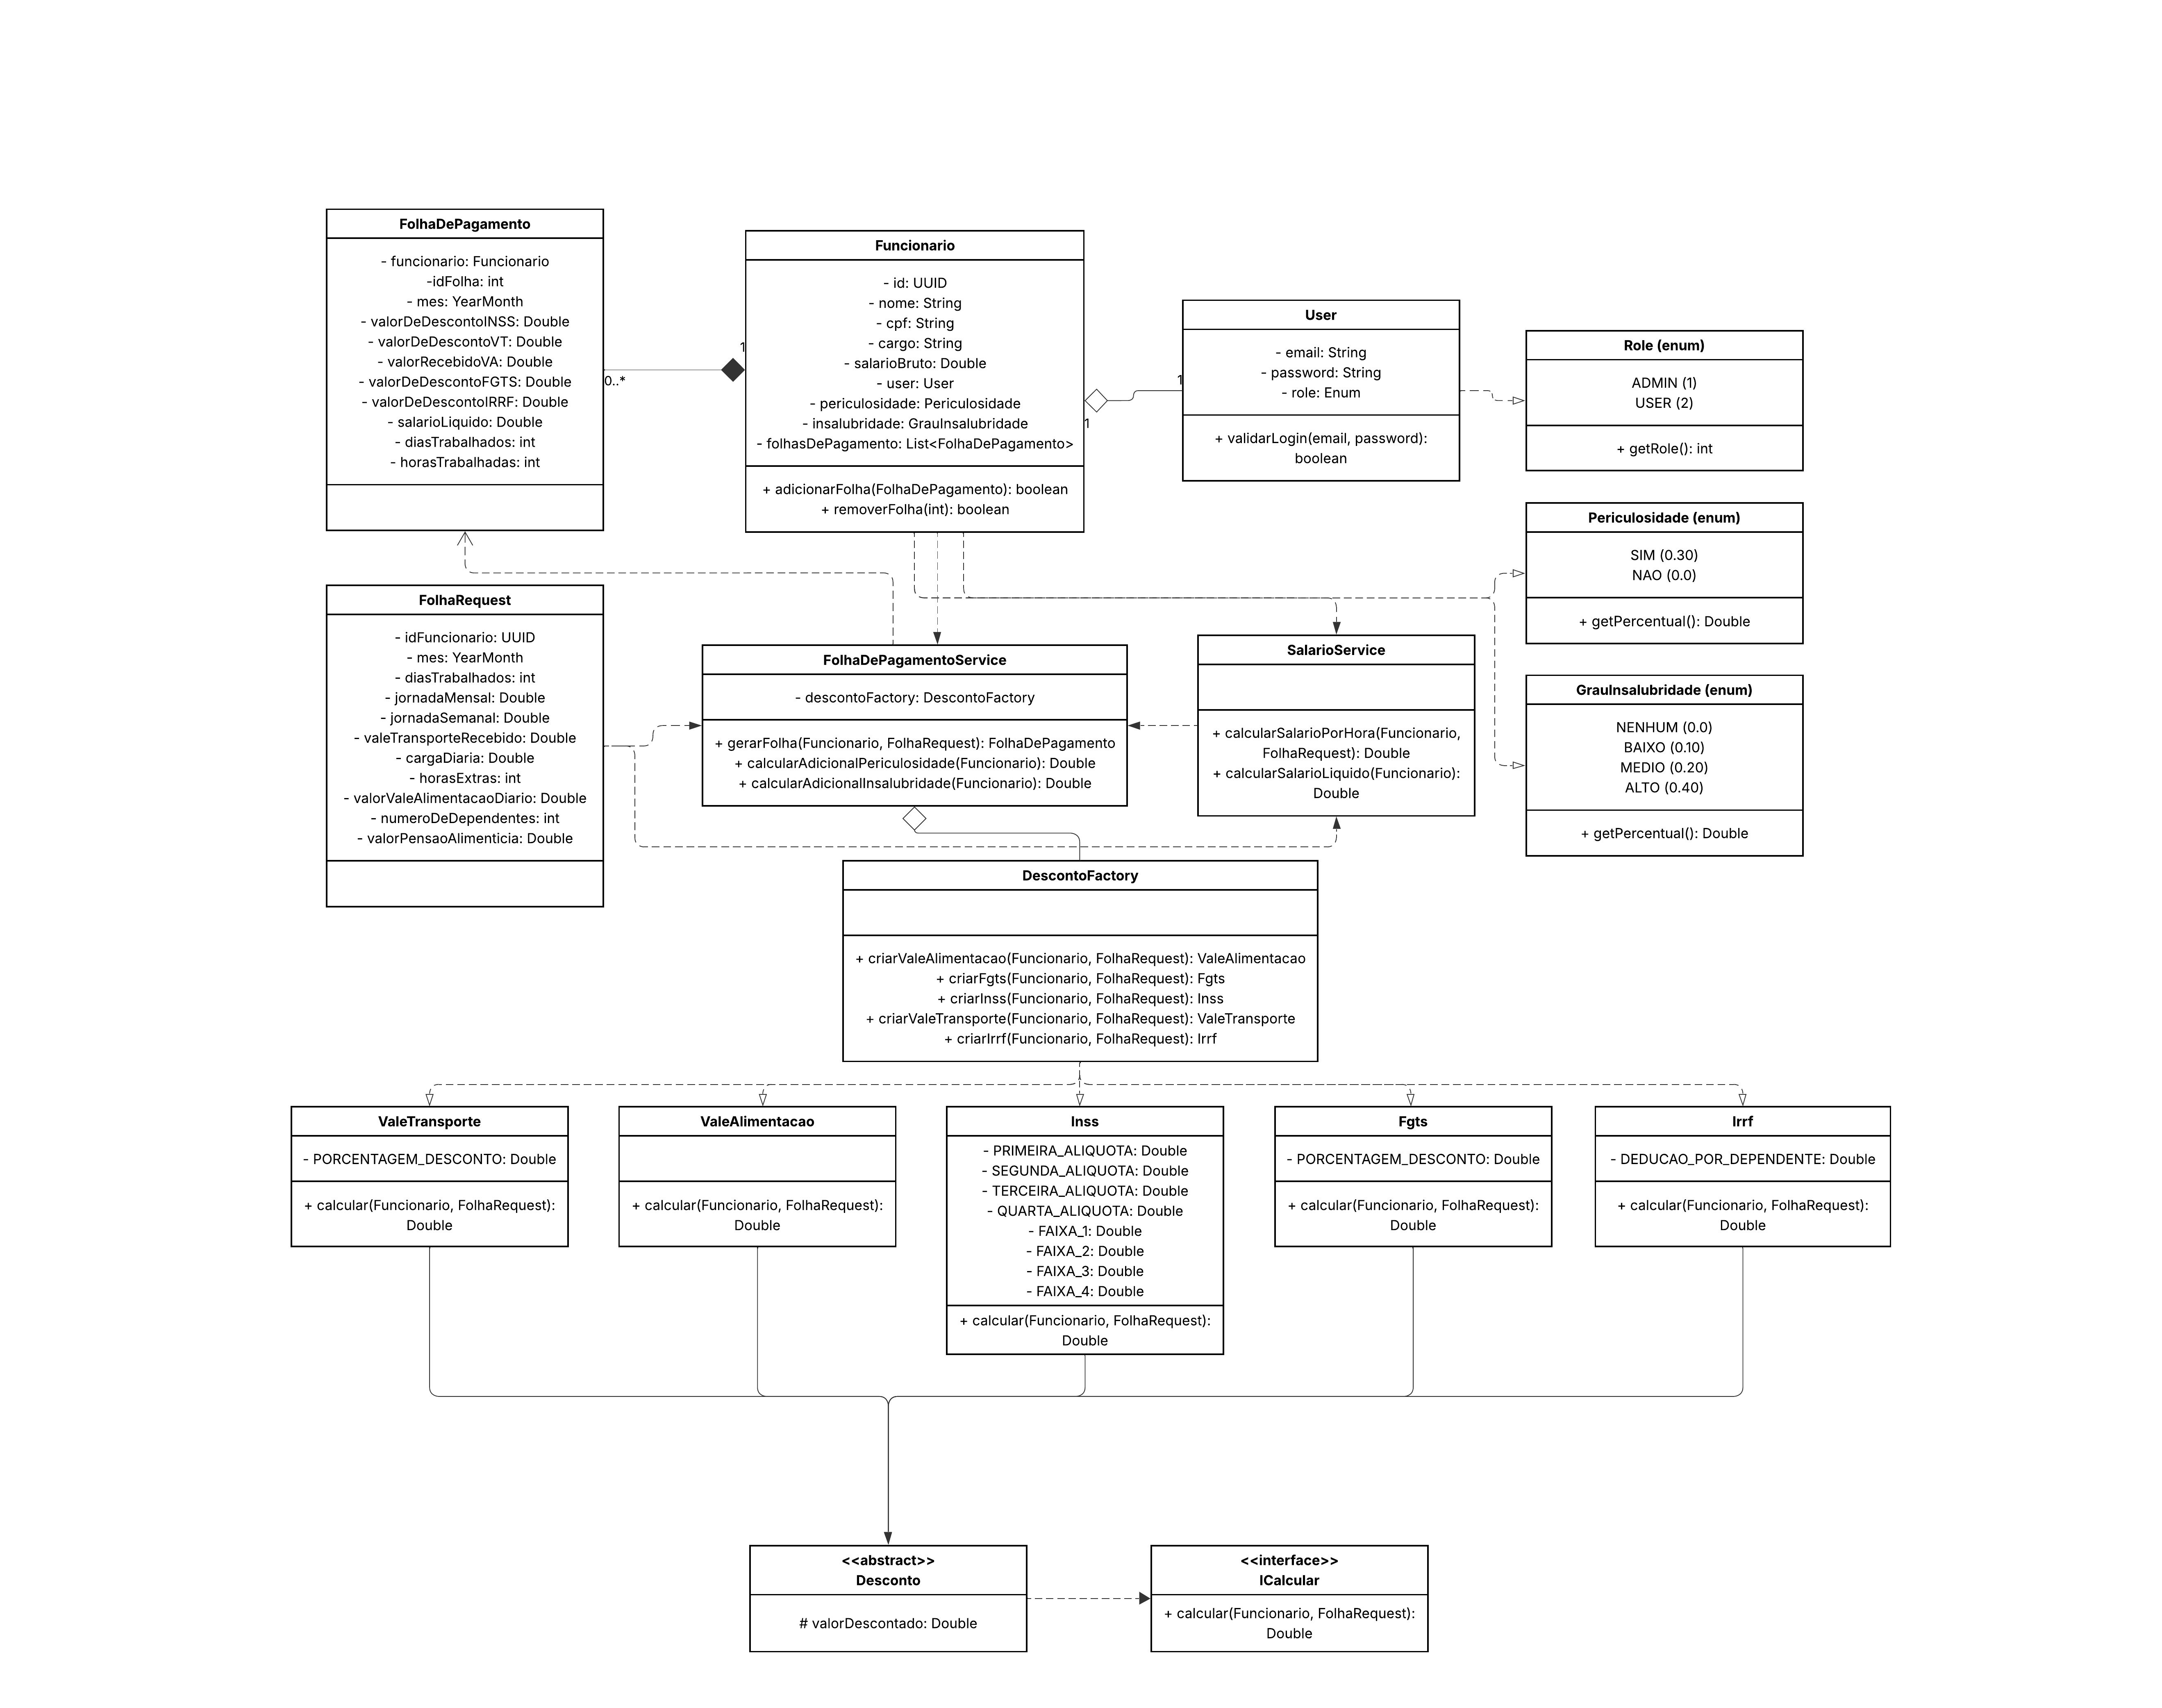 FolhaDePagamento
- funcionario: Funcionario
-idFolha: int
- mes: YearMonth
- valorDeDescontoINSS: Double
- valorDeDescontoVT: Double
- valorRecebidoVA: Double
- valorDeDescontoFGTS: Double
- valorDeDescontoIRRF: Double
- salarioLiquido: Double
- diasTrabalhados: int
- horasTrabalhadas: int
0..*
1
Funcionario
- id: UUID
- nome: String
- cpf: String
- cargo: String
- salarioBruto: Double
- user: User
- periculosidade: Periculosidade
- insalubridade: GrauInsalubridade
- folhasDePagamento: List<FolhaDePagamento>
+ adicionarFolha(FolhaDePagamento): boolean
+ removerFolha(int): boolean
1
1
User
- email: String
- password: String
- role: Enum
+ validarLogin(email, password):
boolean
Role (enum)
ADMIN (1)
USER (2)
+ getRole(): int
Periculosidade (enum)
SIM (0.30)
NAO (0.0)
+ getPercentual(): Double
GrauInsalubridade (enum)
NENHUM (0.0)
BAIXO (0.10)
MEDIO (0.20)
ALTO (0.40)
+ getPercentual(): Double
FolhaRequest
- idFuncionario: UUID
- mes: YearMonth
- diasTrabalhados: int
- jornadaMensal: Double
- jornadaSemanal: Double
- valeTransporteRecebido: Double
- cargaDiaria: Double
- horasExtras: int
- valorValeAlimentacaoDiario: Double
- numeroDeDependentes: int
- valorPensaoAlimenticia: Double
FolhaDePagamentoService
- descontoFactory: DescontoFactory
+ gerarFolha(Funcionario, FolhaRequest): FolhaDePagamento
+ calcularAdicionalPericulosidade(Funcionario): Double
+ calcularAdicionalInsalubridade(Funcionario): Double
SalarioService
+ calcularSalarioPorHora(Funcionario,
FolhaRequest): Double
+ calcularSalarioLiquido(Funcionario):
Double
DescontoFactory
+ criarValeAlimentacao(Funcionario, FolhaRequest): ValeAlimentacao
+ criarFgts(Funcionario, FolhaRequest): Fgts
+ criarInss(Funcionario, FolhaRequest): Inss
+ criarValeTransporte(Funcionario, FolhaRequest): ValeTransporte
+ criarIrrf(Funcionario, FolhaRequest): Irrf
ValeTransporte
- PORCENTAGEM_DESCONTO: Double
+ calcular(Funcionario, FolhaRequest):
Double
ValeAlimentacao
+ calcular(Funcionario, FolhaRequest):
Double
Inss
- PRIMEIRA_ALIQUOTA: Double
- SEGUNDA_ALIQUOTA: Double
- TERCEIRA_ALIQUOTA: Double
- QUARTA_ALIQUOTA: Double
- FAIXA_1: Double
- FAIXA_2: Double
- FAIXA_3: Double
- FAIXA_4: Double
+ calcular(Funcionario, FolhaRequest):
Double
Fgts
- PORCENTAGEM_DESCONTO: Double
+ calcular(Funcionario, FolhaRequest):
Double
Irrf
- DEDUCAO_POR_DEPENDENTE: Double
+ calcular(Funcionario, FolhaRequest):
Double
<<abstract>>
Desconto
# valorDescontado: Double
<<interface>>
ICalcular
+ calcular(Funcionario, FolhaRequest):
Double